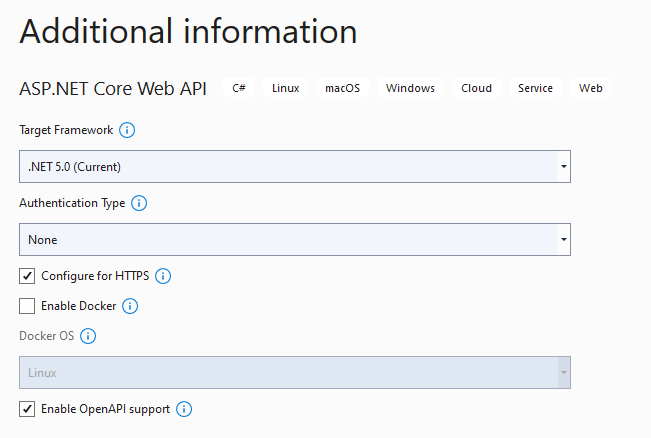 Additional information
ASP.NET Core Web API C# Linux macOS Windows Cloud Service Web
Target Framework
.NET 5.0 (Current)
Authentication Type
None
Configure for HTTPS
Enable Docker
Docker OS
Linux
Enable OpenAPI support